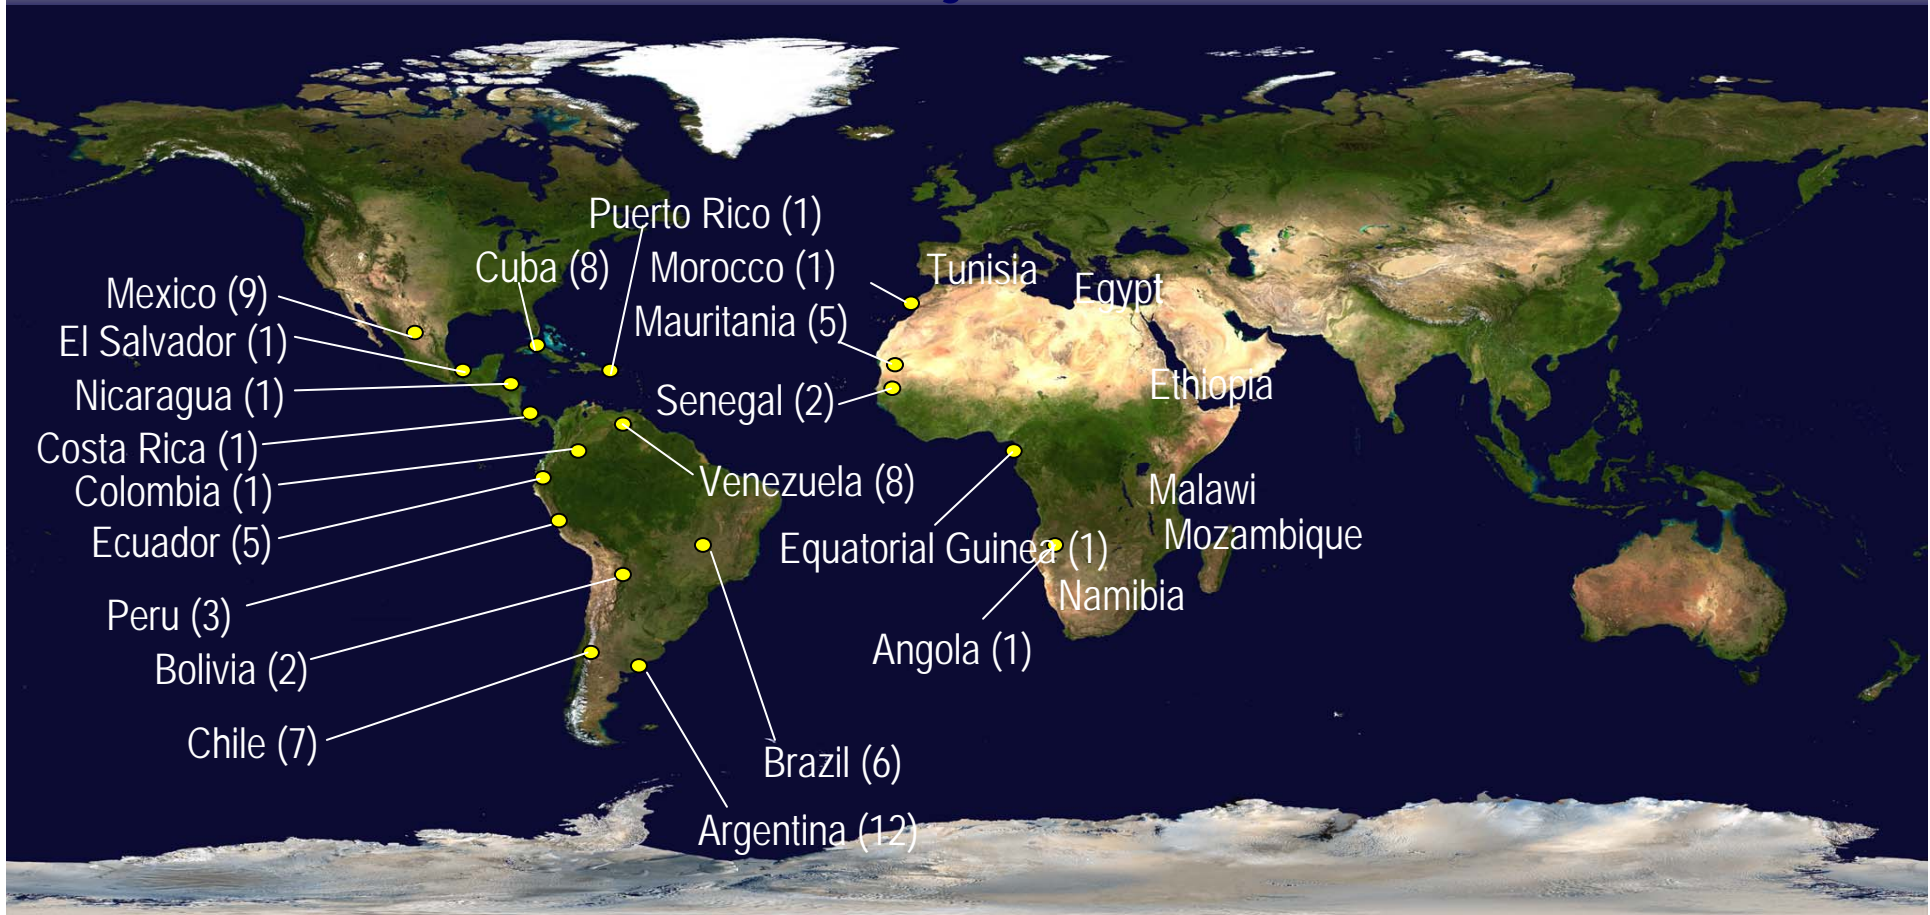 Puerto Rico (1)
Cuba (8)
Morocco (1)
Tunisia
Egypt
Mexico (9)
Mauritania (5)
El Salvador (1)
Ethiopia
Nicaragua (1)
Senegal (2)
Costa Rica (1)
Venezuela (8)
Colombia (1)
Malawi
Ecuador (5)
Mozambique
Equatorial Guinea (1)
Namibia
Peru (3)
Angola (1)
Bolivia (2)
Chile (7)
Brazil (6)
Argentina (12)